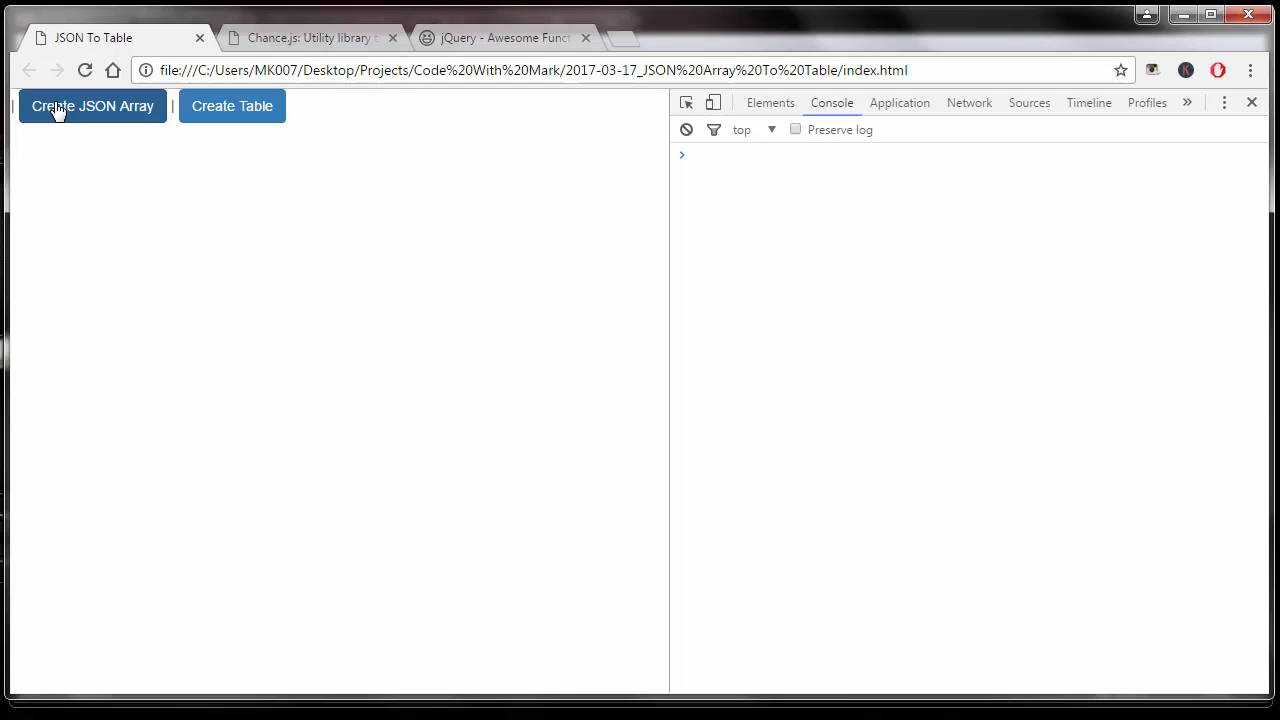 JSON To Table
Chance.js: Utility library
jQuery - Awesome Funct
file:///C:/Users/MK007/Desktop/Projects/Code%20With%20Mark/2017-03-17_JSON%20Array%20To%20Table/index.html
| Create JSON Array | Create Table
Elements Console Application Network Sources Timeline Profiles »
top Preserve log
>